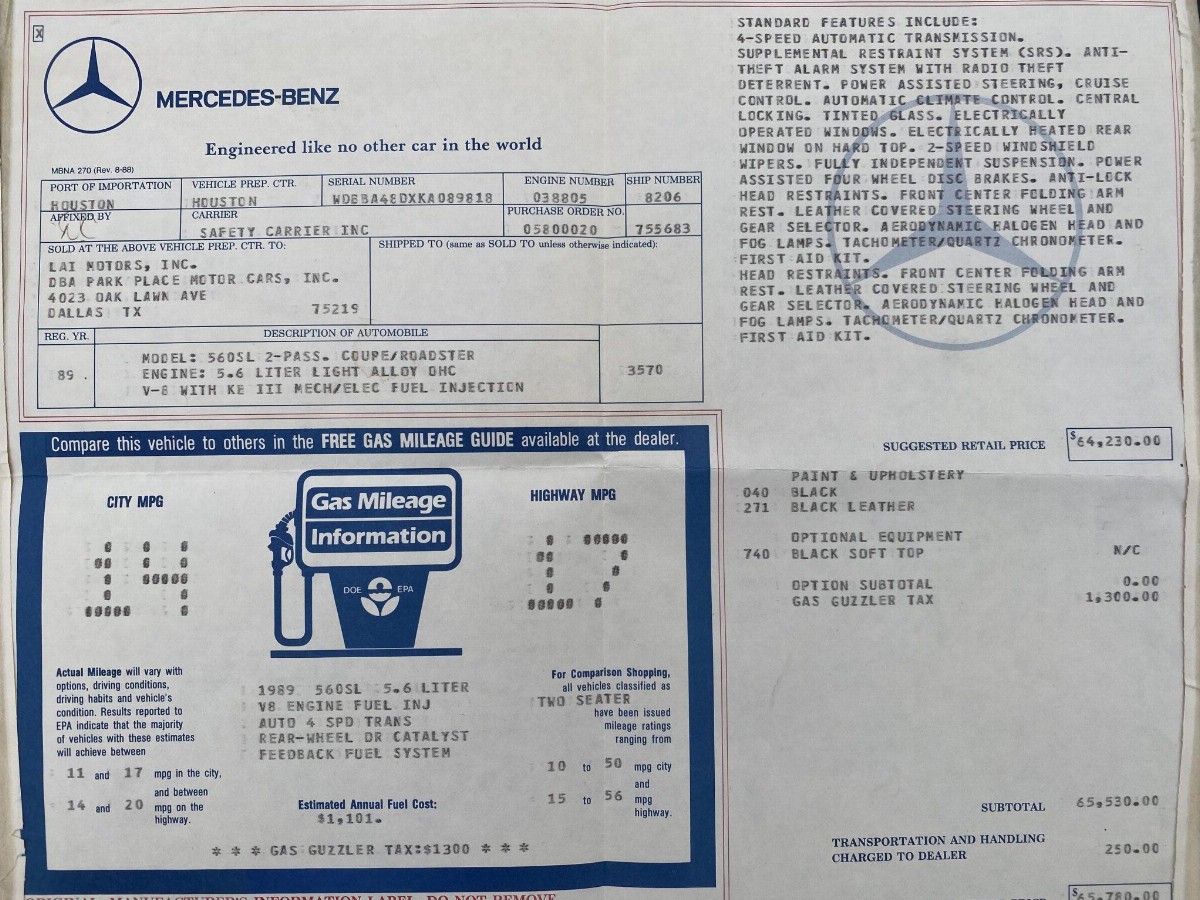 X
MERCEDES-BENZ
Engineered like no other car in the world
MBNA 270 (Rev. 8-88)
PORT OF IMPORTATION VEHICLE PREP. CTR. SERIAL NUMBER ENGINE NUMBER SHIP NUMBER
HOUSTON HOUSTON WDBBA48DXKA089818 038805 8206
AFFIXED BY CARRIER PURCHASE ORDER NO.
SAFETY CARRIER INC 05800020 755683
SOLD AT THE ABOVE VEHICLE PREP. CTR. TO: SHIPPED TO (same as SOLD TO unless otherwise indicated):
LAI MOTORS, INC.
DBA PARK PLACE MOTOR CARS, INC.
4023 OAK LAWN AVE
DALLAS TX 75219
REG. YR. DESCRIPTION OF AUTOMOBILE
MODEL: 560SL 2-PASS. COUPE/ROADSTER
89 . ENGINE: 5.6 LITER LIGHT ALLOY OHC 3570
V-8 WITH KE III MECH/ELEC FUEL INJECTION
STANDARD FEATURES INCLUDE:
4-SPEED AUTOMATIC TRANSMISSION.
SUPPLEMENTAL RESTRAINT SYSTEM (SRS). ANTI-
THEFT ALARM SYSTEM WITH RADIO THEFT
DETERRENT. POWER ASSISTED STEERING, CRUISE
CONTROL. AUTOMATIC CLIMATE CONTROL. CENTRAL
LOCKING. TINTED GLASS. ELECTRICALLY
OPERATED WINDOWS. ELECTRICALLY HEATED REAR
WINDOW ON HARD TOP. 2-SPEED WINDSHIELD
WIPERS. FULLY INDEPENDENT SUSPENSION. POWER
ASSISTED FOUR WHEEL DISC BRAKES. ANTI-LOCK
HEAD RESTRAINTS. FRONT CENTER FOLDING ARM
REST. LEATHER COVERED STEERING WHEEL AND
GEAR SELECTOR. AERODYNAMIC HALOGEN HEAD AND
FOG LAMPS. TACHOMETER/QUARTZ CHRONOMETER.
FIRST AID KIT.
HEAD RESTRAINTS. FRONT CENTER FOLDING ARM
REST. LEATHER COVERED STEERING WHEEL AND
GEAR SELECTOR. AERODYNAMIC HALOGEN HEAD AND
FOG LAMPS. TACHOMETER/QUARTZ CHRONOMETER.
FIRST AID KIT.
SUGGESTED RETAIL PRICE $64,230.00
PAINT & UPHOLSTERY
040 BLACK
271 BLACK LEATHER
OPTIONAL EQUIPMENT
740 BLACK SOFT TOP N/C
OPTION SUBTOTAL 0.00
GAS GUZZLER TAX 1,300.00
SUBTOTAL 65,530.00
TRANSPORTATION AND HANDLING
CHARGED TO DEALER 250.00
$65,780.00
Compare this vehicle to others in the FREE GAS MILEAGE GUIDE available at the dealer.
CITY MPG
14
Gas Mileage
Information
DOE EPA
HIGHWAY MPG
17
Actual Mileage will vary with
options, driving conditions,
driving habits and vehicle's
condition. Results reported to
EPA indicate that the majority
of vehicles with these estimates
will achieve between
11 and 17 mpg in the city,
and between
14 and 20 mpg on the
highway.
1989 560SL 5.6 LITER
V8 ENGINE FUEL INJ
AUTO 4 SPD TRANS
REAR-WHEEL DR CATALYST
FEEDBACK FUEL SYSTEM
Estimated Annual Fuel Cost:
$1,101.
For Comparison Shopping,
all vehicles classified as
TWO SEATER
have been issued
mileage ratings
ranging from
10 to 50 mpg city
and
15 to 56 mpg
highway.
* * * GAS GUZZLER TAX:$1300 * * *
ORIGINAL MANUFACTURER'S INFORMATION LABEL DO NOT REMOVE